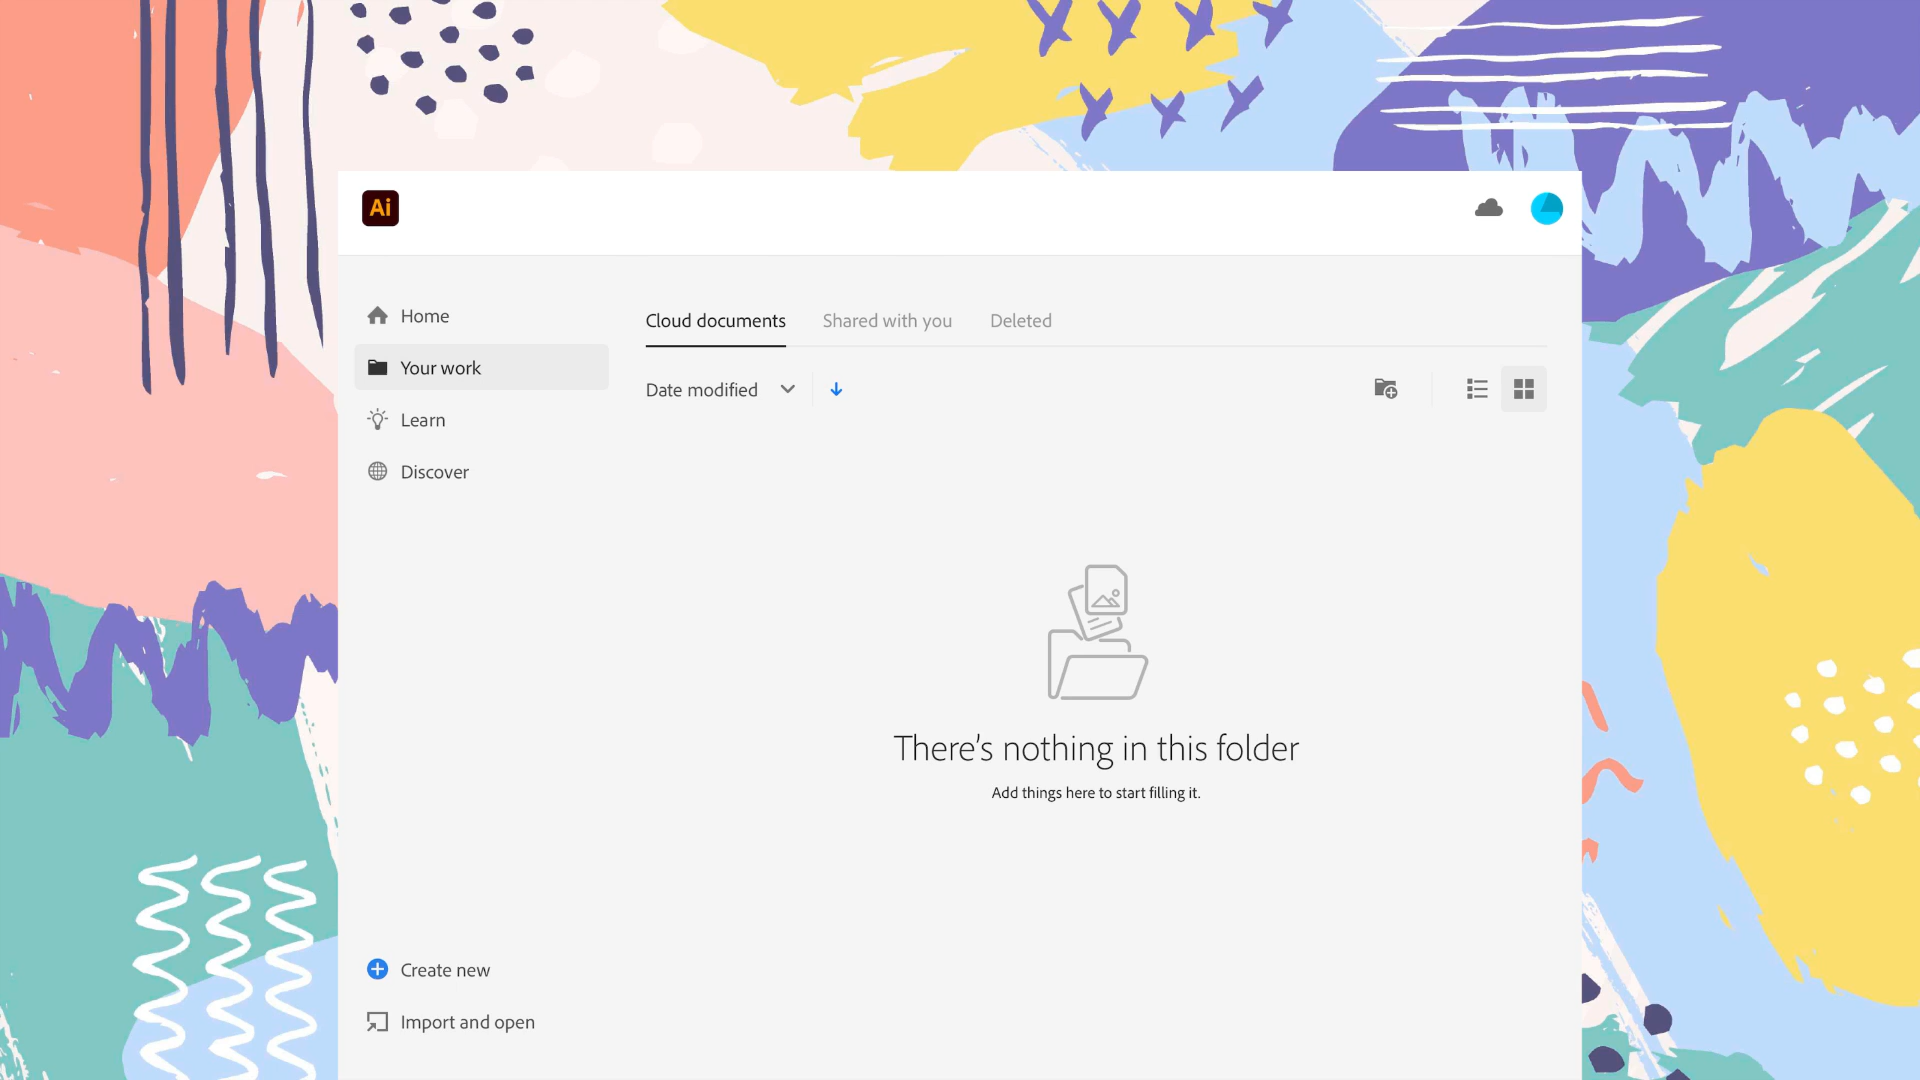 Ai
Home
Your work
Learn
Discover
Cloud documents
Shared with you
Deleted
Date modified
There's nothing in this folder
Add things here to start filling it.
Create new
Import and open